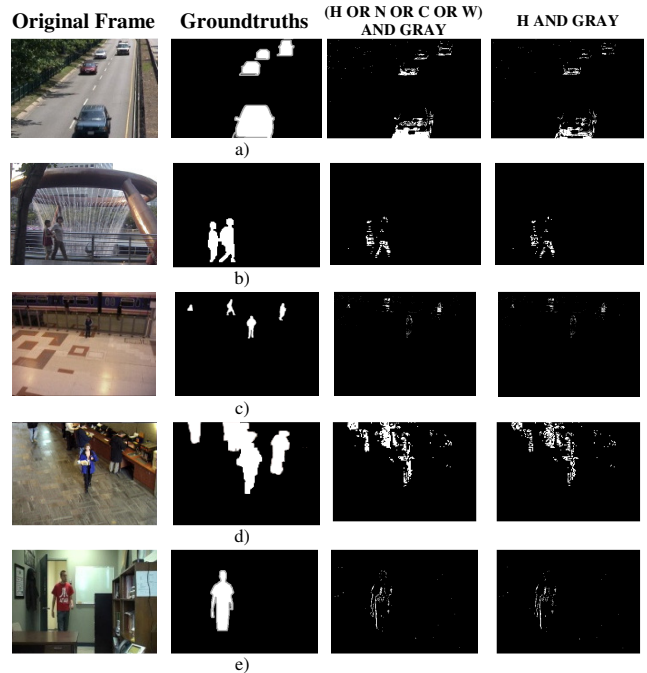 Original Frame
Groundtruths
(H OR N OR C OR W)
AND GRAY
H AND GRAY
a)
b)
c)
d)
e)